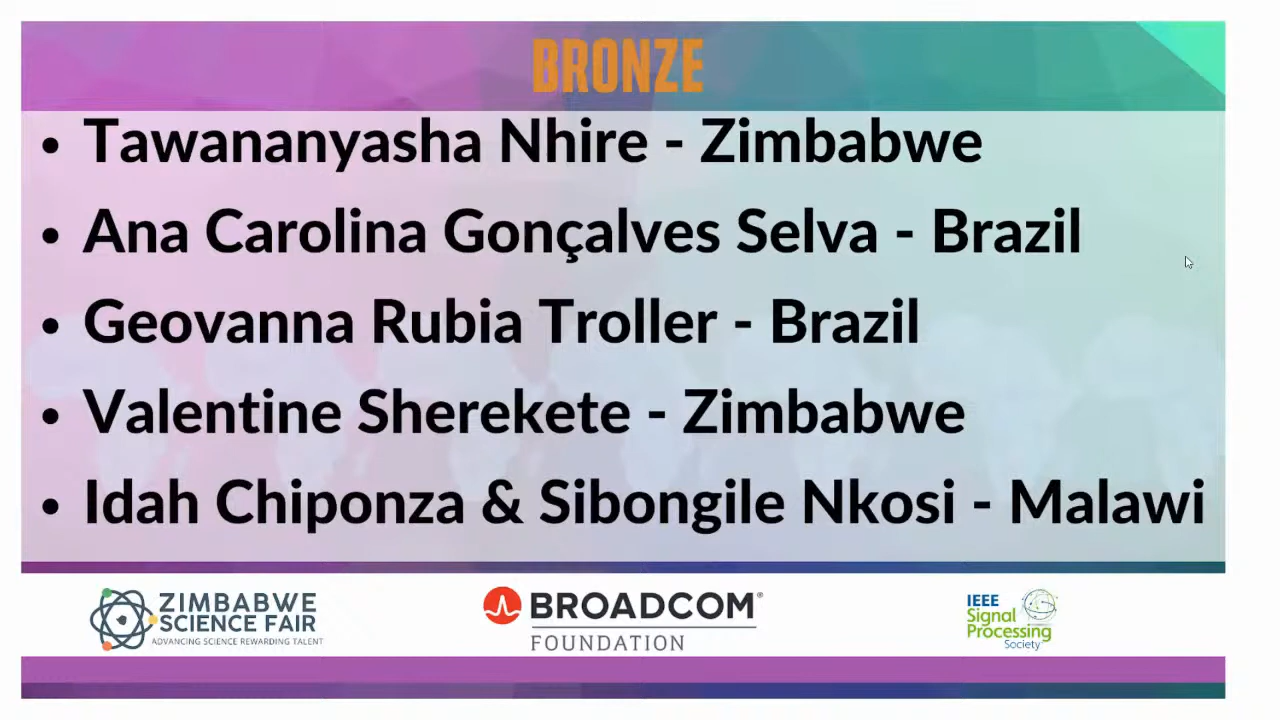 BRONZE
• Tawananyasha Nhire - Zimbabwe
• Ana Carolina Gonçalves Selva - Brazil
• Geovanna Rubia Troller - Brazil
• Valentine Sherekete - Zimbabwe
• Idah Chiponza & Sibongile Nkosi - Malawi
ZIMBABWE
SCIENCE FAIR
ADVANCING SCIENCE REWARDING TALENT
BROADCOM®
FOUNDATION
IEEE
Signal
Processing
Society